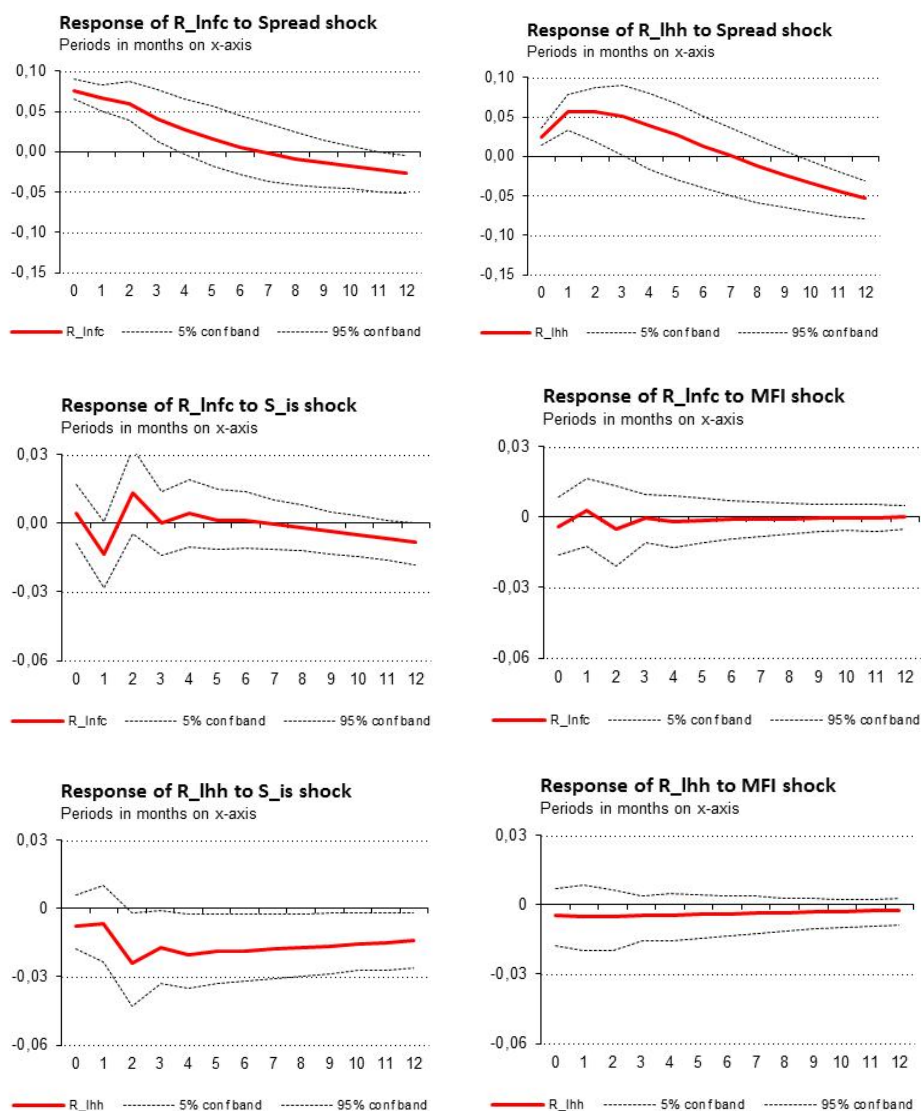 Response of R_lnfc to Spread shock
Periods in months on x-axis
0,10
0,05
0,00
-0,05
-0,10
-0,15
0 1 2 3 4 5 6 7 8 9 10 11 12
R_lnfc 5% conf band 95% conf band
Response of R_lhh to Spread shock
Periods in months on x-axis
0,10
0,05
0,00
-0,05
-0,10
-0,15
0 1 2 3 4 5 6 7 8 9 10 11 12
R_lhh 5% conf band 95% conf band
Response of R_lnfc to S_is shock
Periods in months on x-axis
0,03
0,00
-0,03
-0,06
0 1 2 3 4 5 6 7 8 9 10 11 12
R_lnfc 5% conf band 95% conf band
Response of R_lnfc to MFI shock
Periods in months on x-axis
0,03
0
-0,03
-0,06
0 1 2 3 4 5 6 7 8 9 10 11 12
R_lnfc 5% conf band 95% conf band
Response of R_lhh to S_is shock
Periods in months on x-axis
0,03
0
-0,03
-0,06
0 1 2 3 4 5 6 7 8 9 10 11 12
R_lhh 5% conf band 95% conf band
Response of R_lhh to MFI shock
Periods in months on x-axis
0,03
0
-0,03
-0,06
0 1 2 3 4 5 6 7 8 9 10 11 12
R_lhh 5% conf band 95% conf band